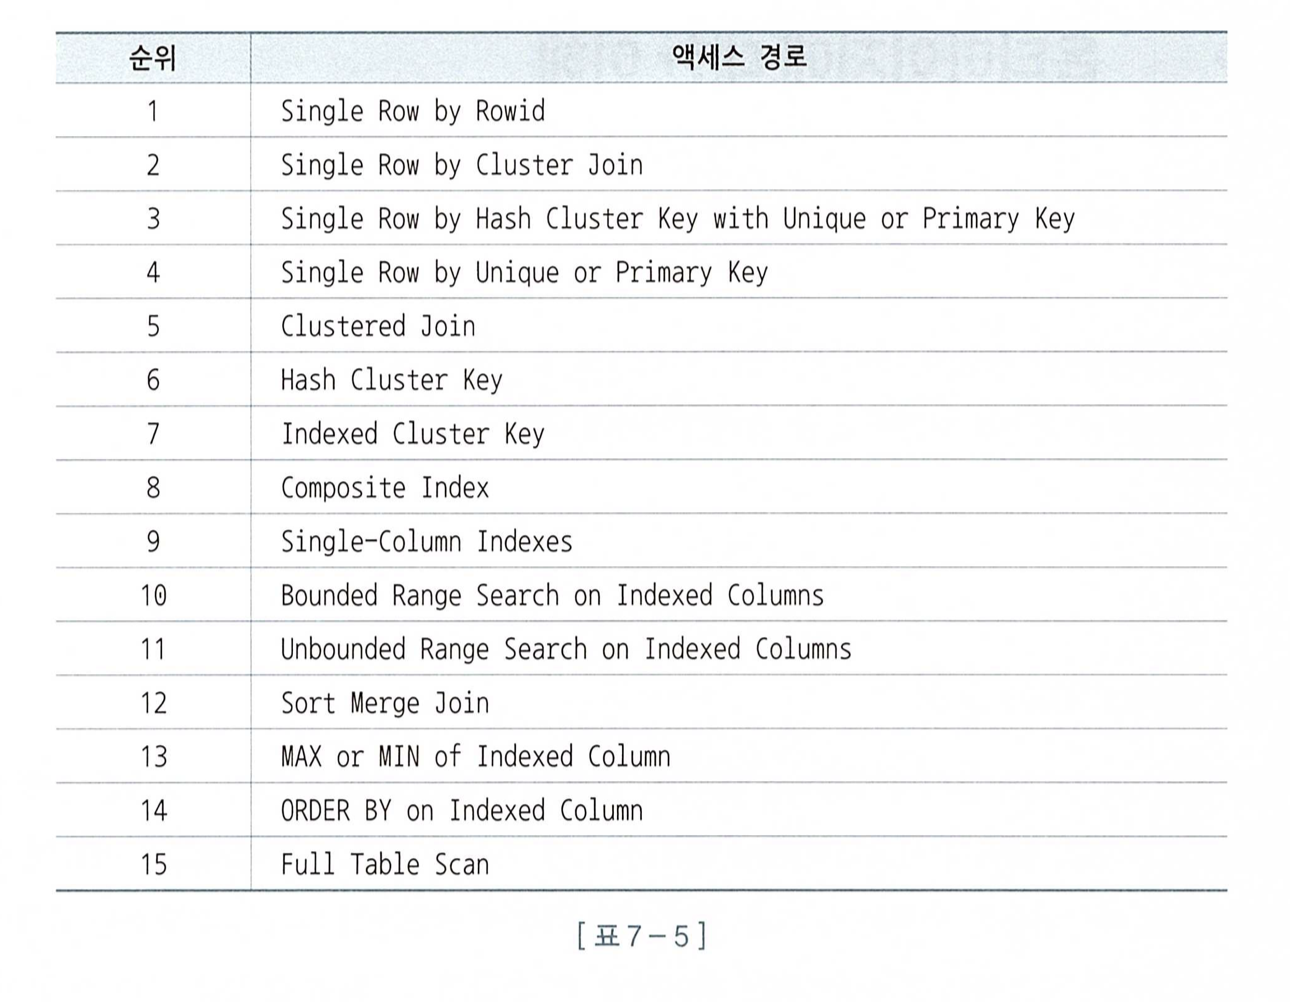 순위 액세스 경로
1 Single Row by Rowid
2 Single Row by Cluster Join
3 Single Row by Hash Cluster Key with Unique or Primary Key
4 Single Row by Unique or Primary Key
5 Clustered Join
6 Hash Cluster Key
7 Indexed Cluster Key
8 Composite Index
9 Single-Column Indexes
10 Bounded Range Search on Indexed Columns
11 Unbounded Range Search on Indexed Columns
12 Sort Merge Join
13 MAX or MIN of Indexed Column
14 ORDER BY on Indexed Column
15 Full Table Scan
[표 7-5]